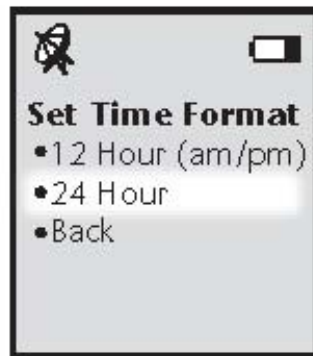 Set Time Format
•12 Hour (am/pm)
•24 Hour
•Back